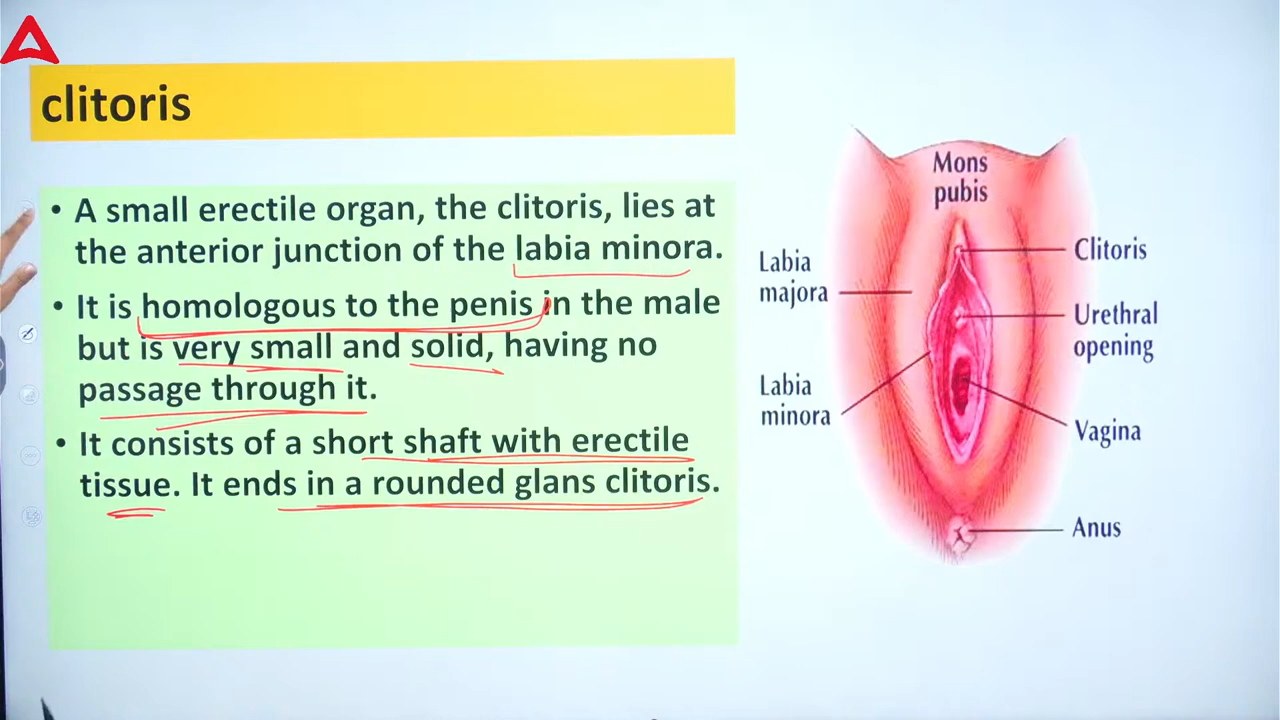 clitoris
• A small erectile organ, the clitoris, lies at
the anterior junction of the labia minora.
• It is homologous to the penis in the male
but is very small and solid, having no
passage through it.
• It consists of a short shaft with erectile
tissue. It ends in a rounded glans clitoris.
Mons
pubis
Labia
majora
Clitoris
Urethral
opening
Labia
minora
Vagina
Anus